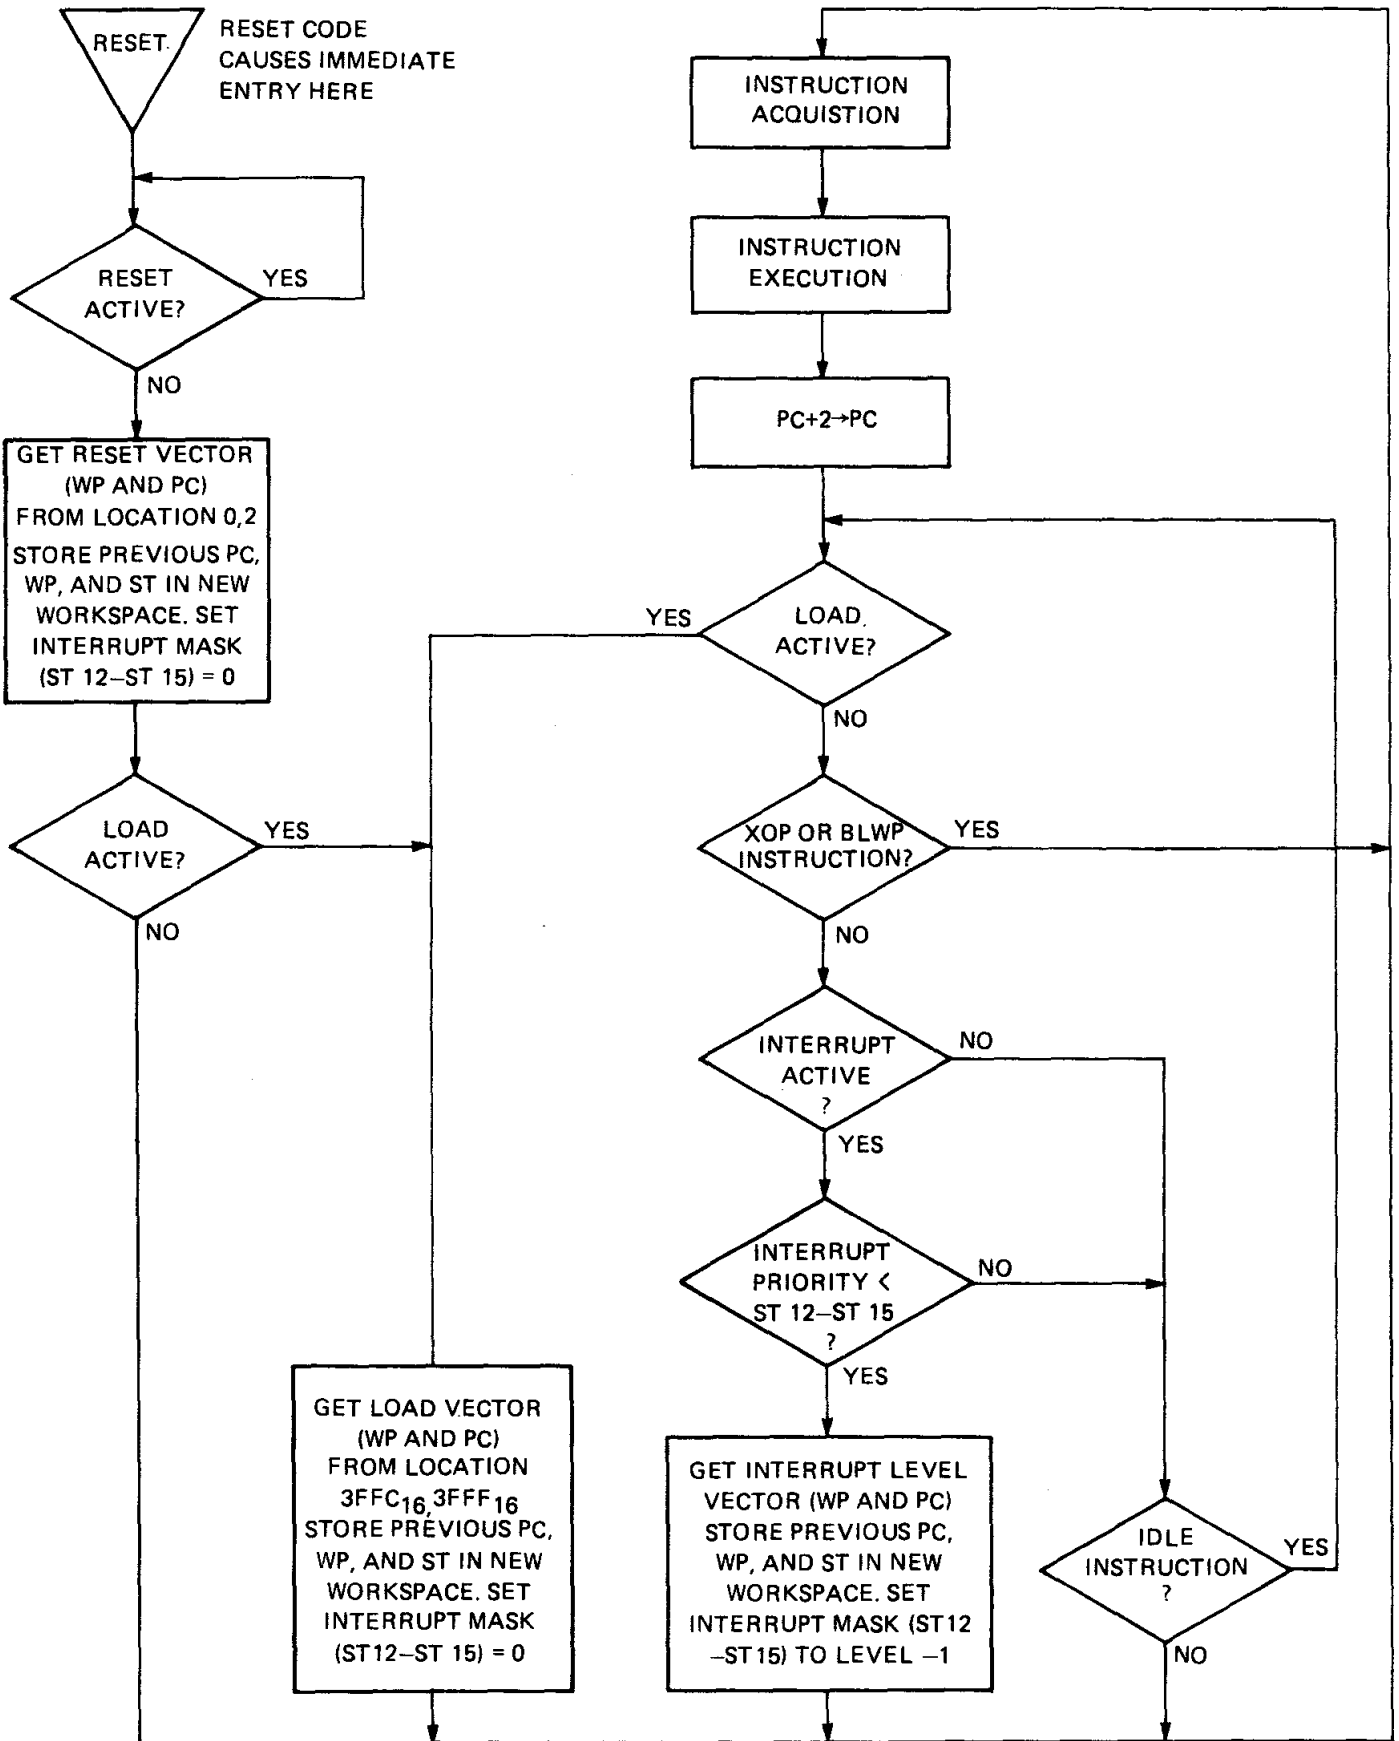 RESET.
RESET CODE
CAUSES IMMEDIATE
ENTRY HERE
RESET
ACTIVE?
YES
NO
GET RESET VECTOR
(WP AND PC)
FROM LOCATION 0,2
STORE PREVIOUS PC,
WP, AND ST IN NEW
WORKSPACE. SET
INTERRUPT MASK
(ST 12–ST 15) = 0
LOAD
ACTIVE?
YES
NO
GET LOAD VECTOR
(WP AND PC)
FROM LOCATION
3FFC16, 3FFF16
STORE PREVIOUS PC,
WP, AND ST IN NEW
WORKSPACE. SET
INTERRUPT MASK
(ST12–ST 15) = 0
INSTRUCTION
ACQUISTION
INSTRUCTION
EXECUTION
PC+2→PC
LOAD.
ACTIVE?
YES
NO
XOP OR BLWP
INSTRUCTION?
YES
NO
INTERRUPT
ACTIVE
?
NO
YES
INTERRUPT
PRIORITY <
ST 12–ST 15
?
NO
YES
GET INTERRUPT LEVEL
VECTOR (WP AND PC)
STORE PREVIOUS PC,
WP, AND ST IN NEW
WORKSPACE. SET
INTERRUPT MASK (ST12
–ST15) TO LEVEL –1
IDLE
INSTRUCTION
?
YES
NO